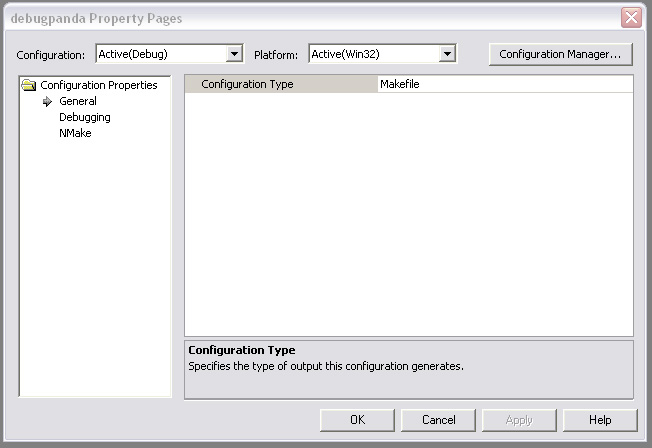 debugpanda Property Pages
Configuration: Active(Debug) Platform: Active(Win32) Configuration Manager...
Configuration Properties
General
Debugging
NMake
Configuration Type Makefile
Configuration Type
Specifies the type of output this configuration generates.
OK Cancel Apply Help